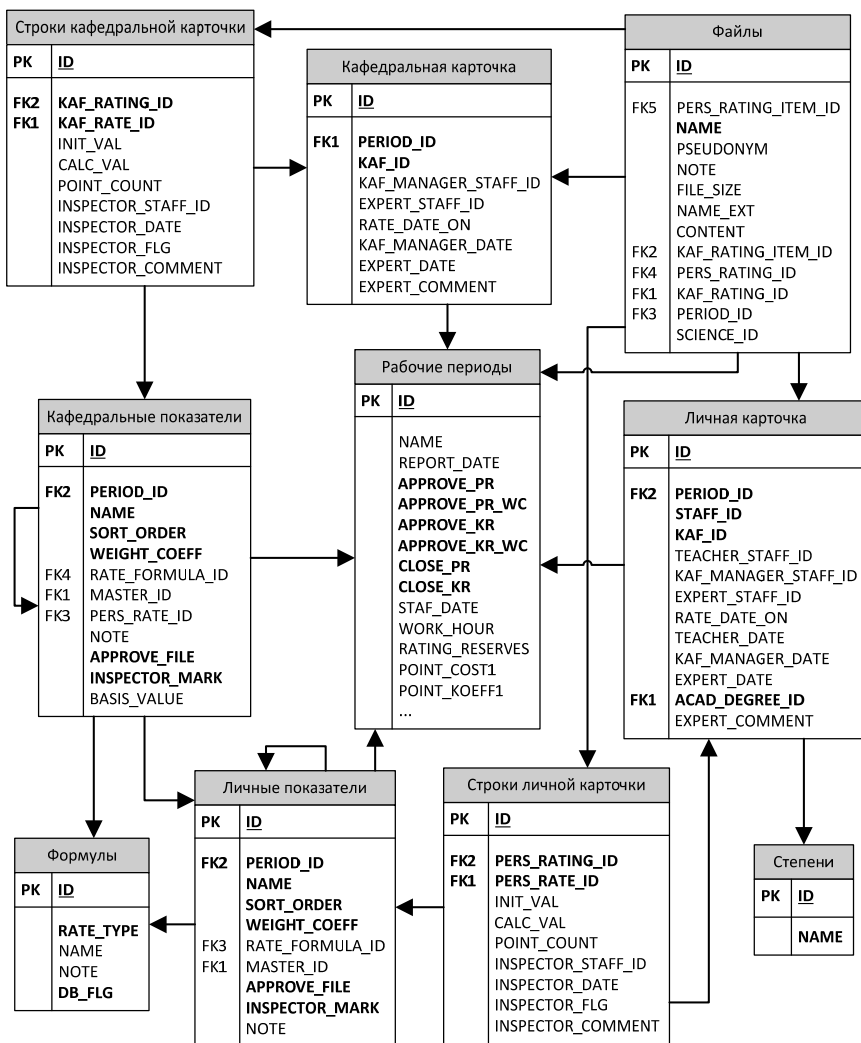 Строки кафедральной карточки
PK ID
FK2 KAF_RATING_ID
FK1 KAF_RATE_ID
INIT_VAL
CALC_VAL
POINT_COUNT
INSPECTOR_STAFF_ID
INSPECTOR_DATE
INSPECTOR_FLG
INSPECTOR_COMMENT
Кафедральная карточка
PK ID
FK1 PERIOD_ID
KAF_ID
KAF_MANAGER_STAFF_ID
EXPERT_STAFF_ID
RATE_DATE_ON
KAF_MANAGER_DATE
EXPERT_DATE
EXPERT_COMMENT
Файлы
PK ID
FK5 PERS_RATING_ITEM_ID
NAME
PSEUDONYM
NOTE
FILE_SIZE
NAME_EXT
CONTENT
FK2 KAF_RATING_ITEM_ID
FK4 PERS_RATING_ID
FK1 KAF_RATING_ID
FK3 PERIOD_ID
SCIENCE_ID
Кафедральные показатели
PK ID
FK2 PERIOD_ID
NAME
SORT_ORDER
WEIGHT_COEFF
FK4 RATE_FORMULA_ID
FK1 MASTER_ID
FK3 PERS_RATE_ID
NOTE
APPROVE_FILE
INSPECTOR_MARK
BASIS_VALUE
Рабочие периоды
PK ID
NAME
REPORT_DATE
APPROVE_PR
APPROVE_PR_WC
APPROVE_KR
APPROVE_KR_WC
CLOSE_PR
CLOSE_KR
STAF_DATE
WORK_HOUR
RATING_RESERVES
POINT_COST1
POINT_KOEFF1
...
Личная карточка
PK ID
FK2 PERIOD_ID
STAFF_ID
KAF_ID
TEACHER_STAFF_ID
KAF_MANAGER_STAFF_ID
EXPERT_STAFF_ID
RATE_DATE_ON
TEACHER_DATE
KAF_MANAGER_DATE
EXPERT_DATE
FK1 ACAD_DEGREE_ID
EXPERT_COMMENT
Формулы
PK ID
RATE_TYPE
NAME
NOTE
DB_FLG
Личные показатели
PK ID
FK2 PERIOD_ID
NAME
SORT_ORDER
WEIGHT_COEFF
FK3 RATE_FORMULA_ID
FK1 MASTER_ID
APPROVE_FILE
INSPECTOR_MARK
NOTE
Строки личной карточки
PK ID
FK2 PERS_RATING_ID
FK1 PERS_RATE_ID
INIT_VAL
CALC_VAL
POINT_COUNT
INSPECTOR_STAFF_ID
INSPECTOR_DATE
INSPECTOR_FLG
INSPECTOR_COMMENT
Степени
PK ID
NAME